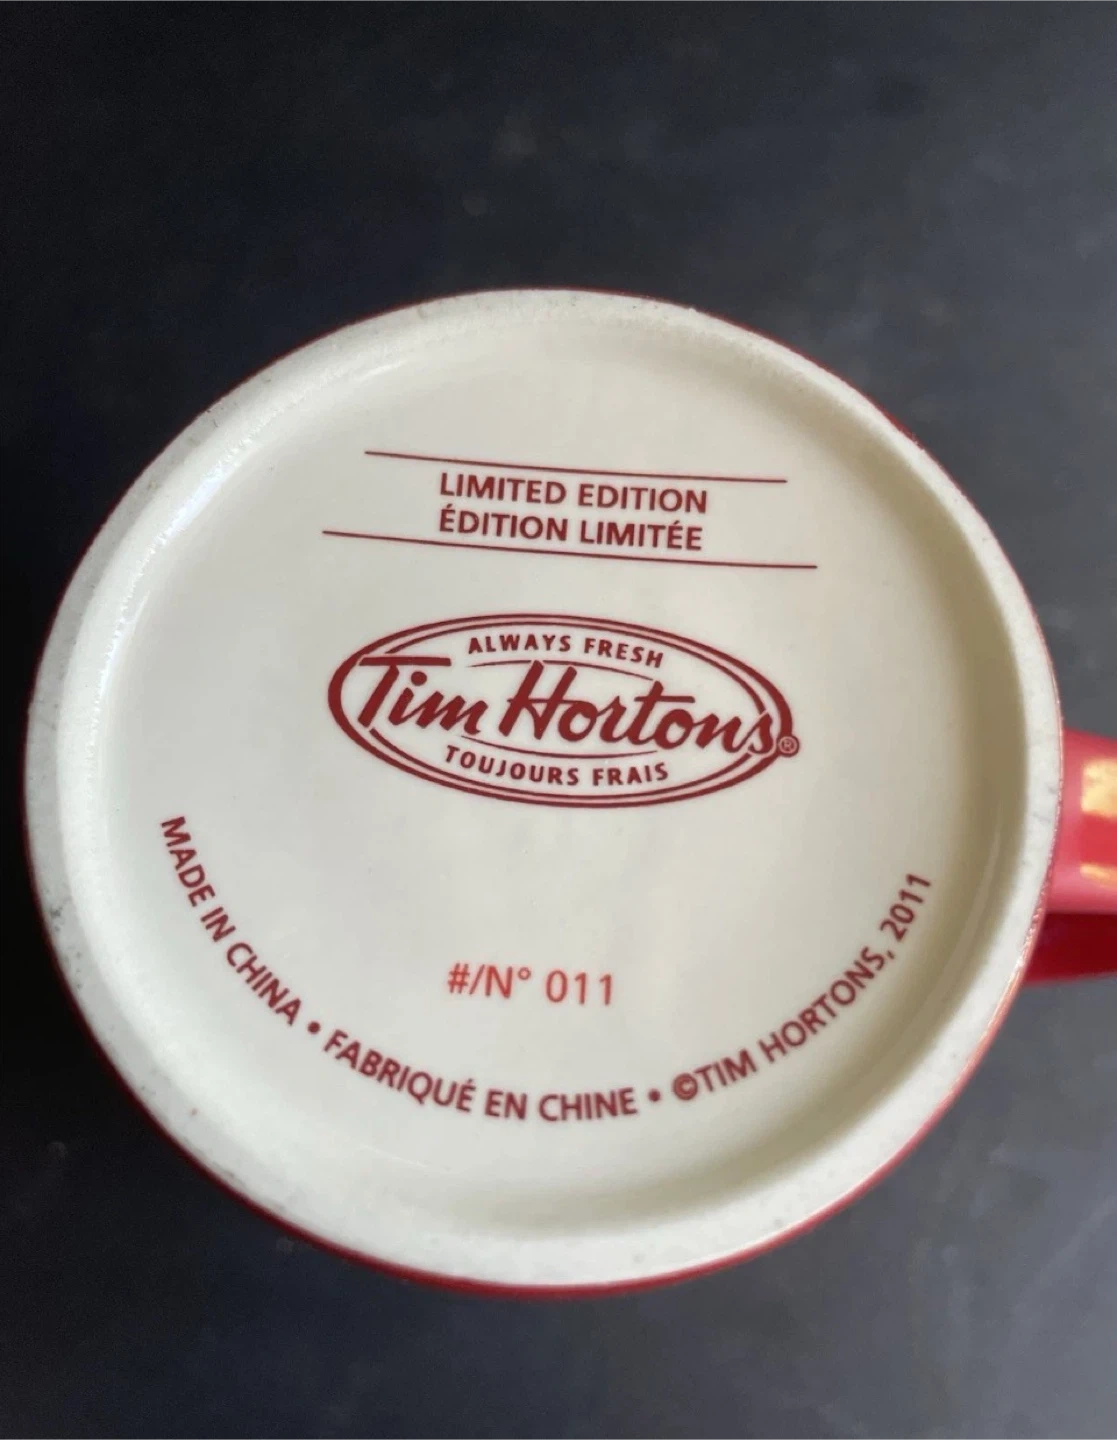 LIMITED EDITION
ÉDITION LIMITÉE
ALWAYS FRESH
Tim Hortons®
TOUJOURS FRAIS
#/N° 011
MADE IN CHINA • FABRIQUÉ EN CHINE • ©TIM HORTONS, 2011